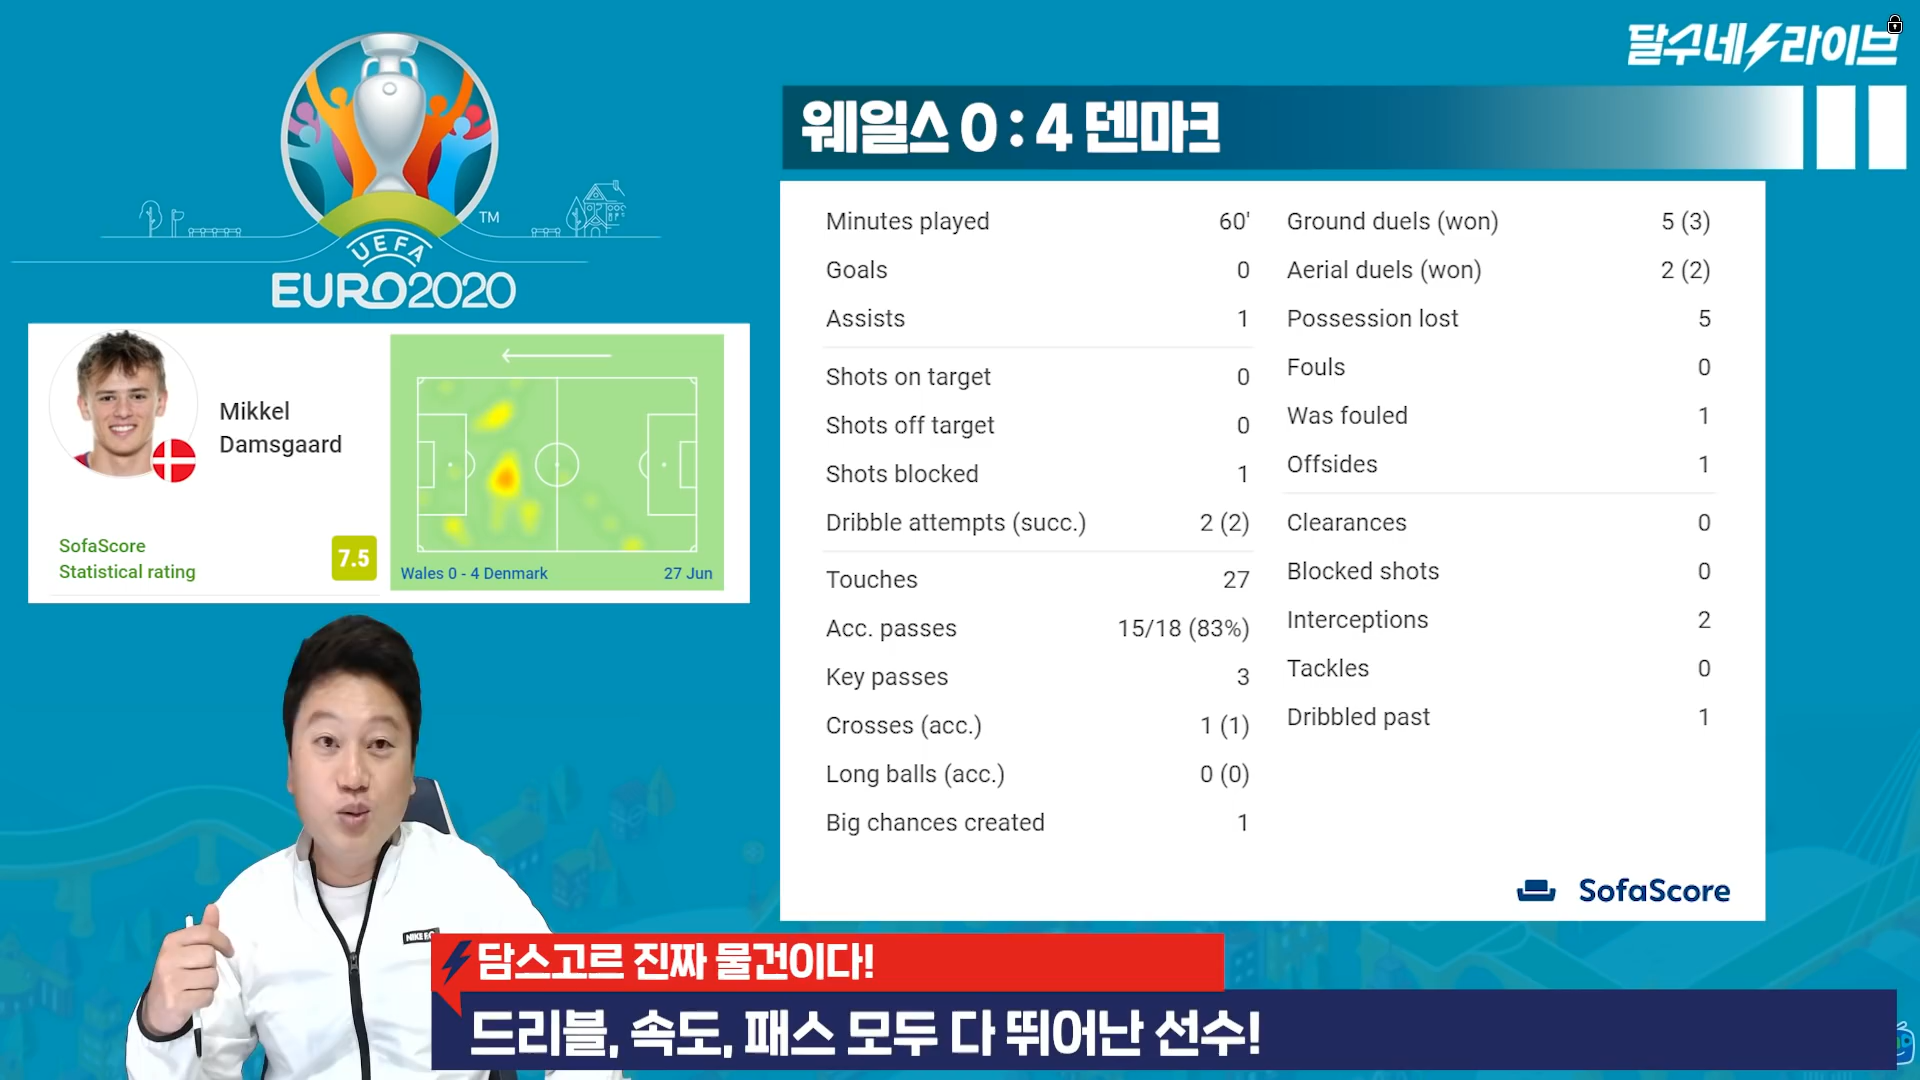 달수네라이브
TM
UEFA
EURO2020
웨일스 0 : 4 덴마크
Mikkel
Damsgaard
SofaScore
Statistical rating
7.5
Wales 0 - 4 Denmark 27 Jun
Minutes played 60'
Goals 0
Assists 1
Shots on target 0
Shots off target 0
Shots blocked 1
Dribble attempts (succ.) 2 (2)
Touches 27
Acc. passes 15/18 (83%)
Key passes 3
Crosses (acc.) 1 (1)
Long balls (acc.) 0 (0)
Big chances created 1
Ground duels (won) 5 (3)
Aerial duels (won) 2 (2)
Possession lost 5
Fouls 0
Was fouled 1
Offsides 1
Clearances 0
Blocked shots 0
Interceptions 2
Tackles 0
Dribbled past 1
SofaScore
NIKE F.C.
담스고르 진짜 물건이다!
드리블, 속도, 패스 모두 다 뛰어난 선수!